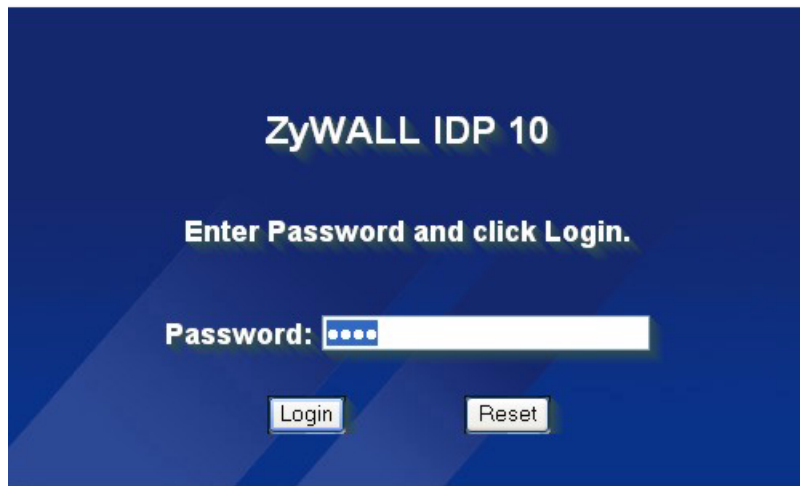 ZyWALL IDP 10
Enter Password and click Login.
Password: ••••
Login Reset